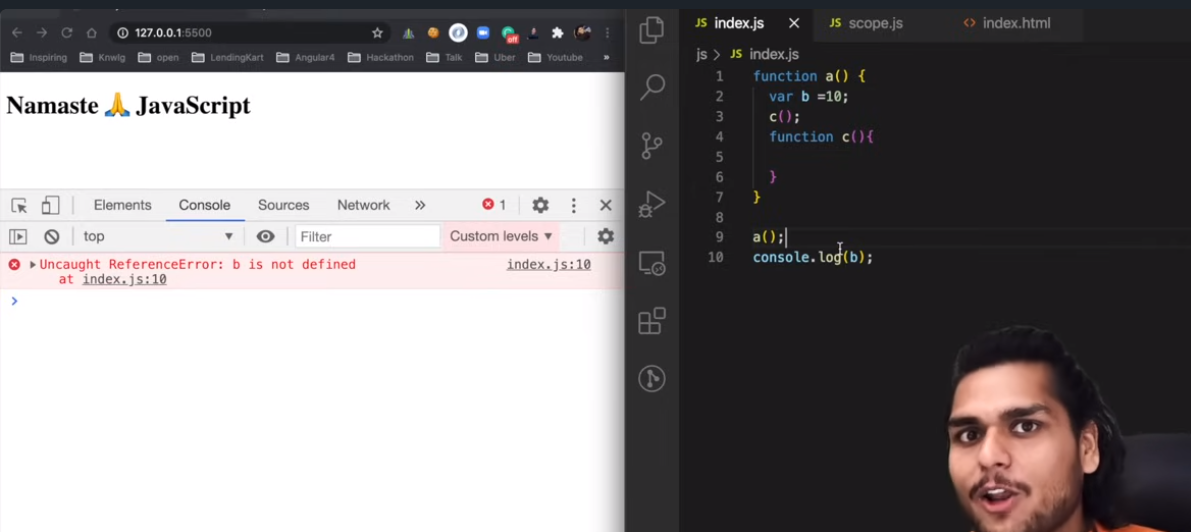 127.0.0.1:5500
Inspiring Knwlg open LendingKart Angular4 Hackathon Talk Uber Youtube »
off
Namaste 🙏 JavaScript
Elements Console Sources Network » 1
top Filter Custom levels
Uncaught ReferenceError: b is not defined index.js:10
at index.js:10
JS index.js JS scope.js <> index.html
js > JS index.js
1 function a() {
2 var b =10;
3 c();
4 function c(){
5
6 }
7 }
8
9 a();
10 console.log(b);